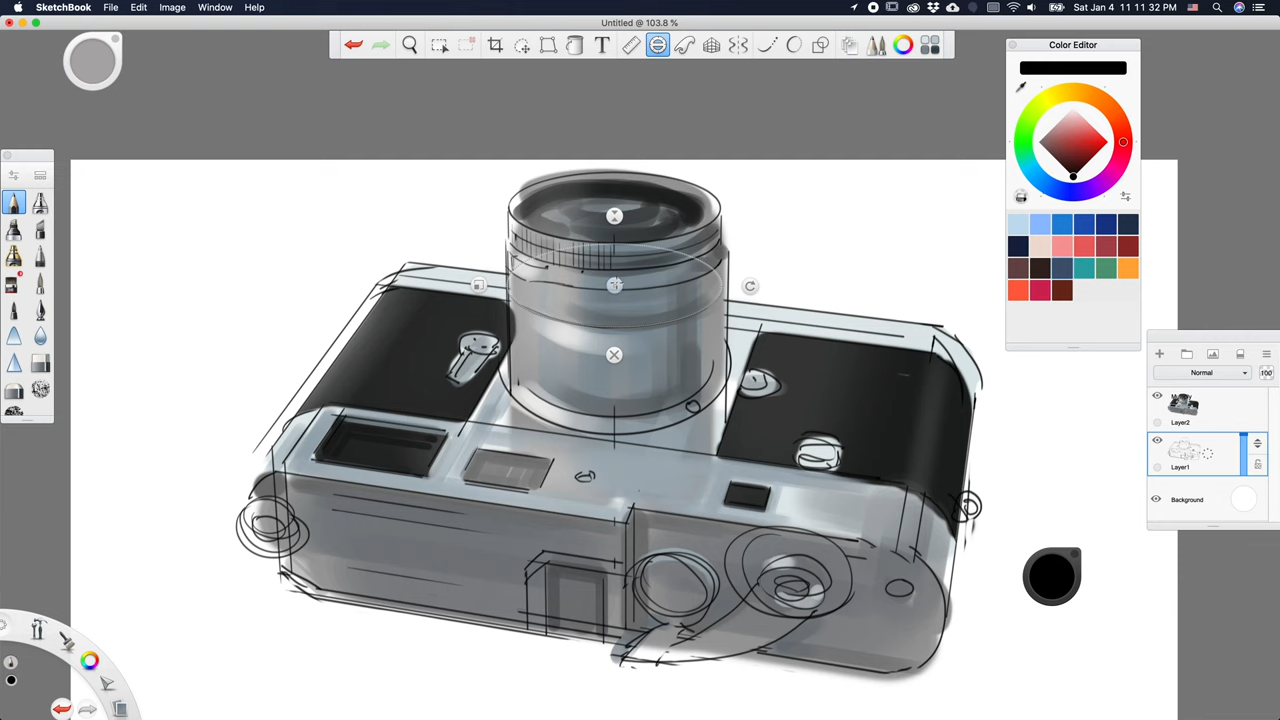 SketchBook File Edit Image Window Help Sat Jan 4 11 11 32 PM
Untitled @ 103.8 %
T
Color Editor
Normal 100
Layer2
Layer1
Background